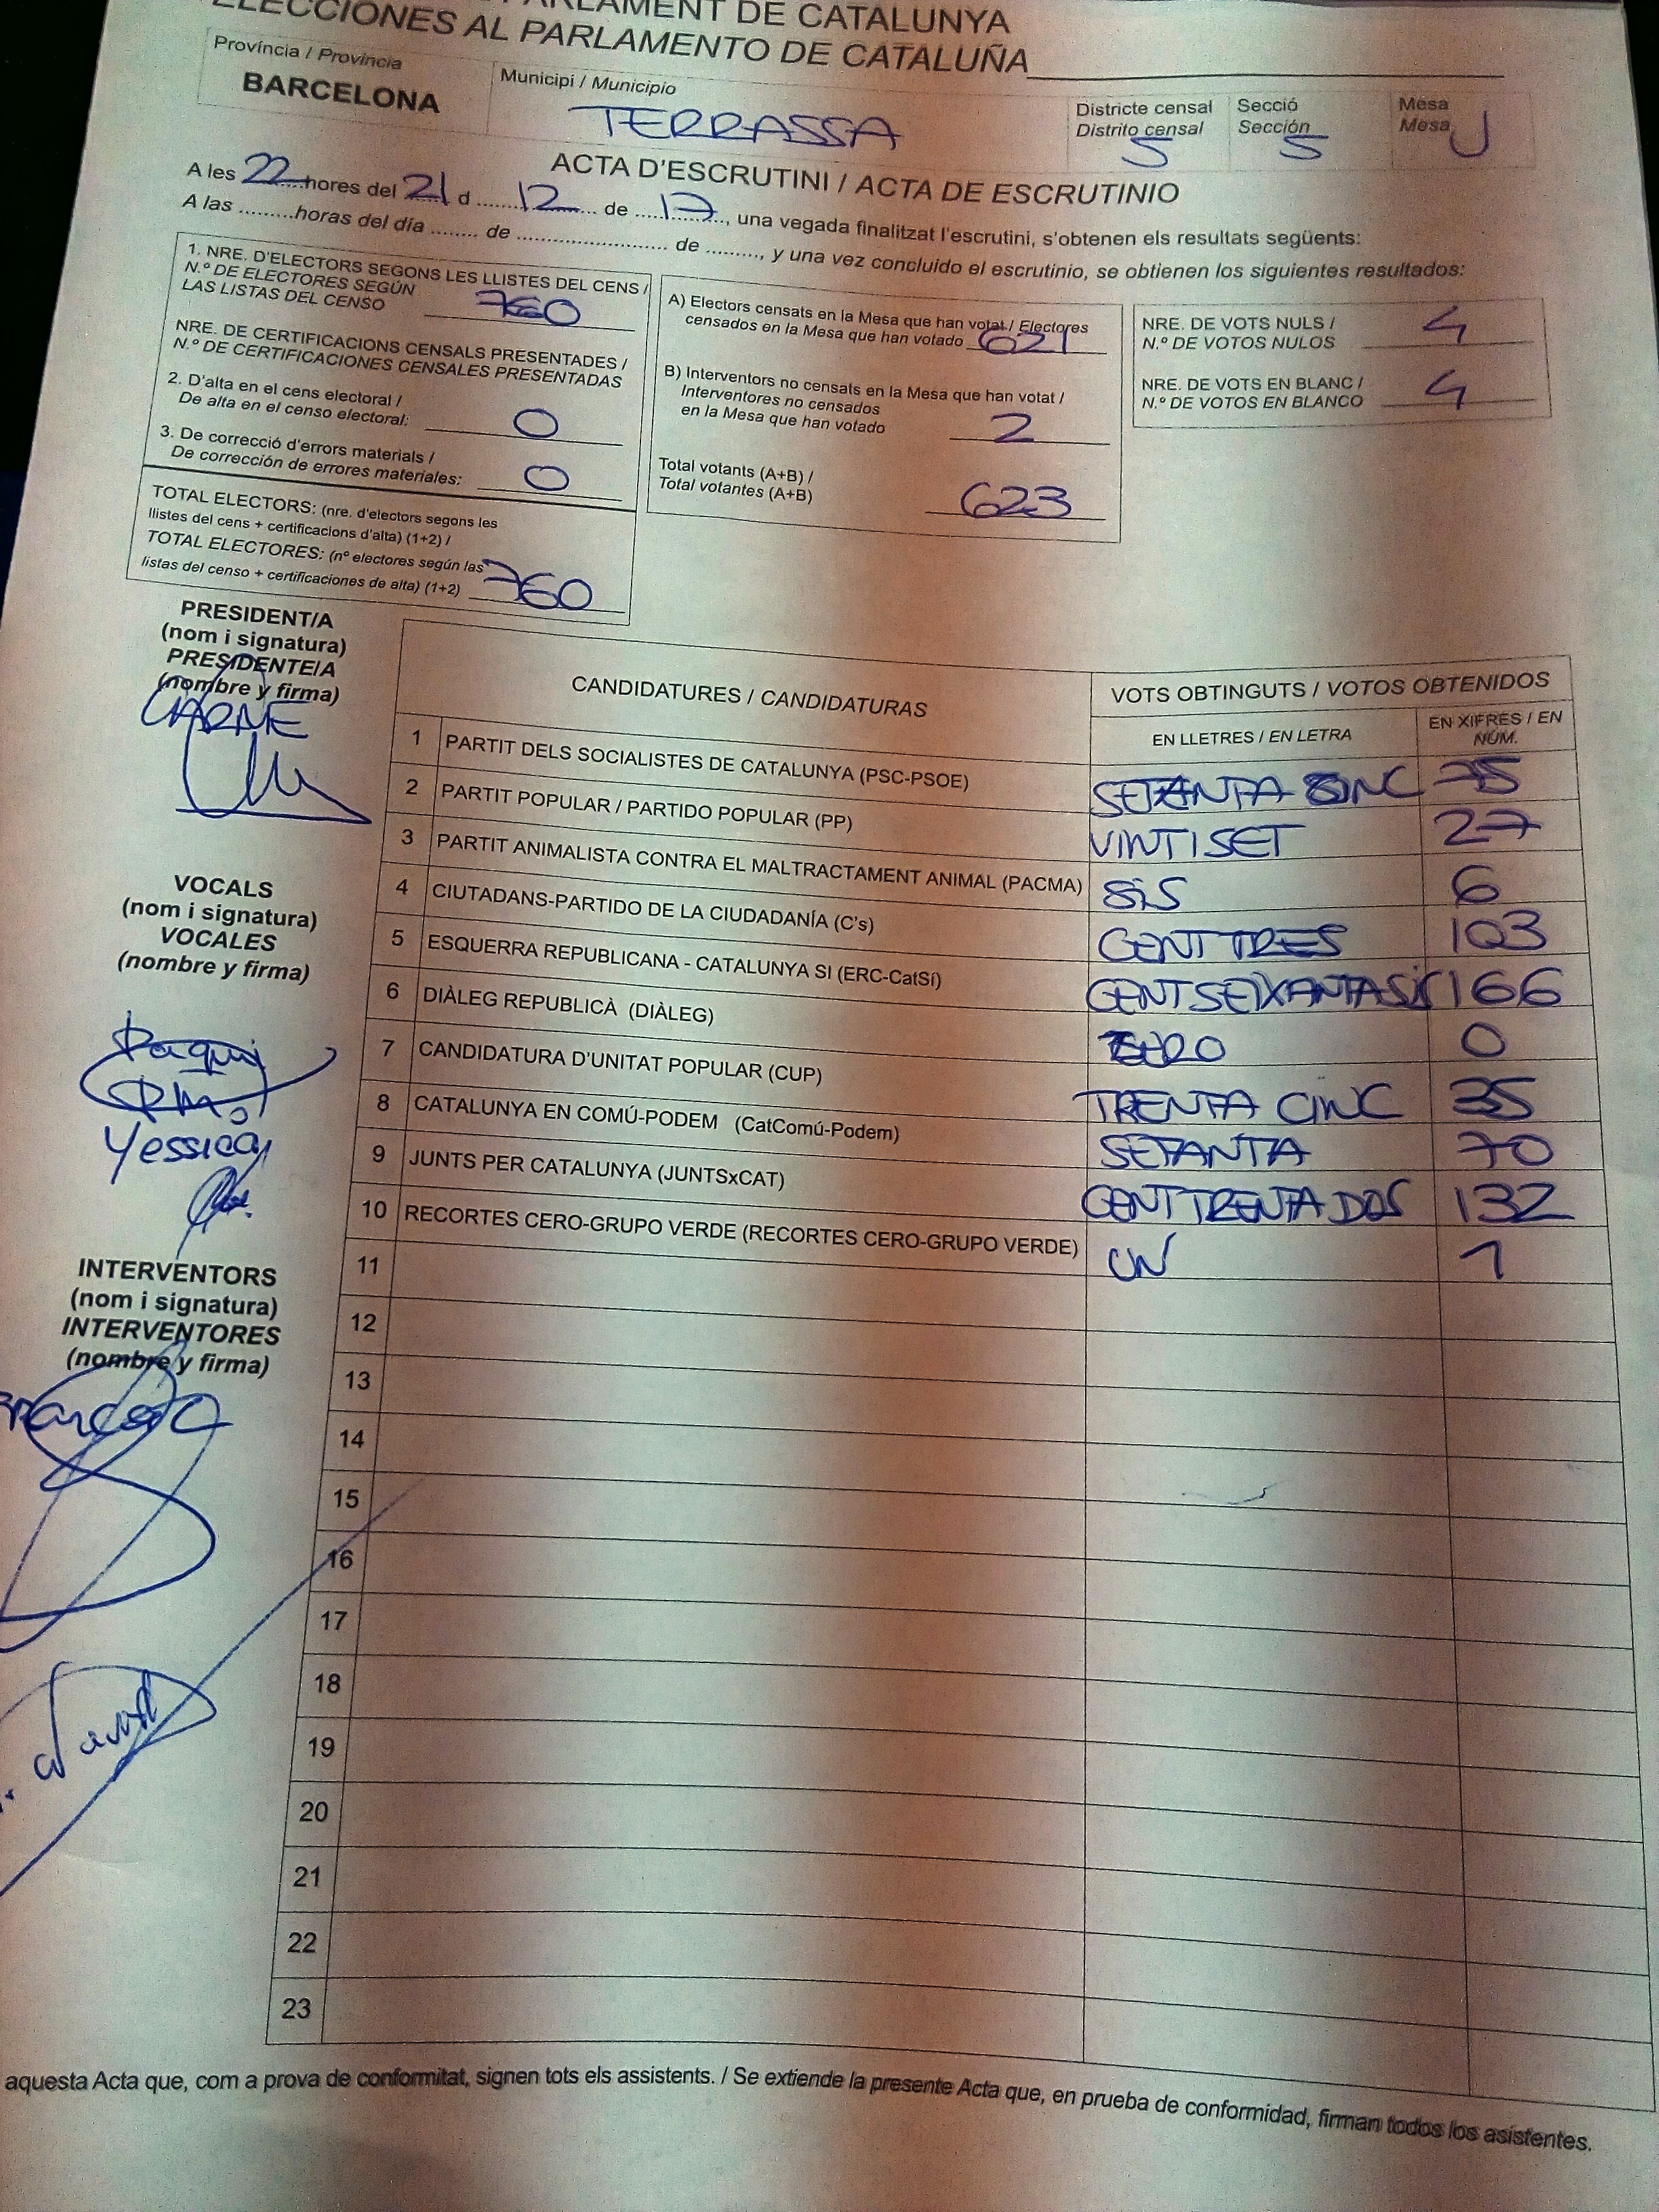 PARLAMENT DE CATALUNYA
ELECCIONES AL PARLAMENTO DE CATALUÑA
Província / Provincia
BARCELONA
Municipi / Municipio
TERRASSA
Districte censal
Distrito censal
5
Secció
Sección
5
Mesa
Mesa
U
ACTA D'ESCRUTINI / ACTA DE ESCRUTINIO
A les 22 hores del 21 d 12 de 17, una vegada finalitzat l'escrutini, s'obtenen els resultats següents:
A las .........horas del día ........ de .......................... de .........., y una vez concluido el escrutinio, se obtienen los siguientes resultados:
1. NRE. D'ELECTORS SEGONS LES LLISTES DEL CENS /
N.º DE ELECTORES SEGÚN
LAS LISTAS DEL CENSO 760
NRE. DE CERTIFICACIONS CENSALS PRESENTADES /
N.º DE CERTIFICACIONES CENSALES PRESENTADAS
2. D'alta en el cens electoral /
De alta en el censo electoral: 0
3. De correcció d'errors materials /
De corrección de errores materiales: 0
TOTAL ELECTORS: (nre. d'electors segons les
llistes del cens + certificacions d'alta) (1+2) /
TOTAL ELECTORES: (nº electores según las
listas del censo + certificaciones de alta) (1+2) 760
A) Electors censats en la Mesa que han votat / Electores
censados en la Mesa que han votado 621
B) Interventors no censats en la Mesa que han votat /
Interventores no censados
en la Mesa que han votado 2
Total votants (A+B) /
Total votantes (A+B) 623
NRE. DE VOTS NULS /
N.º DE VOTOS NULOS 4
NRE. DE VOTS EN BLANC /
N.º DE VOTOS EN BLANCO 4
PRESIDENT/A
(nom i signatura)
PRESIDENTE/A
(nombre y firma)
CARME
VOCALS
(nom i signatura)
VOCALES
(nombre y firma)
Paqui
Yessica
INTERVENTORS
(nom i signatura)
INTERVENTORES
(nombre y firma)
CANDIDATURES / CANDIDATURAS
VOTS OBTINGUTS / VOTOS OBTENIDOS
EN LLETRES / EN LETRA
EN XIFRES / EN NÚM.
1 PARTIT DELS SOCIALISTES DE CATALUNYA (PSC-PSOE) SETANTA CINC 75
2 PARTIT POPULAR / PARTIDO POPULAR (PP) VINTISET 27
3 PARTIT ANIMALISTA CONTRA EL MALTRACTAMENT ANIMAL (PACMA) SIS 6
4 CIUTADANS-PARTIDO DE LA CIUDADANÍA (C's) CENT TRES 103
5 ESQUERRA REPUBLICANA - CATALUNYA SI (ERC-CatSí) CENT SEIXANTASIS 166
6 DIÀLEG REPUBLICÀ (DIÀLEG) ZERO 0
7 CANDIDATURA D'UNITAT POPULAR (CUP) TRENTA CINC 35
8 CATALUNYA EN COMÚ-PODEM (CatComú-Podem) SETANTA 70
9 JUNTS PER CATALUNYA (JUNTSxCAT) CENT TRENTA DOS 132
10 RECORTES CERO-GRUPO VERDE (RECORTES CERO-GRUPO VERDE) UN 1
11
12
13
14
15
16
17
18
19
20
21
22
23
aquesta Acta que, com a prova de conformitat, signen tots els assistents. / Se extiende la presente Acta que, en prueba de conformidad, firman todos los asistentes.